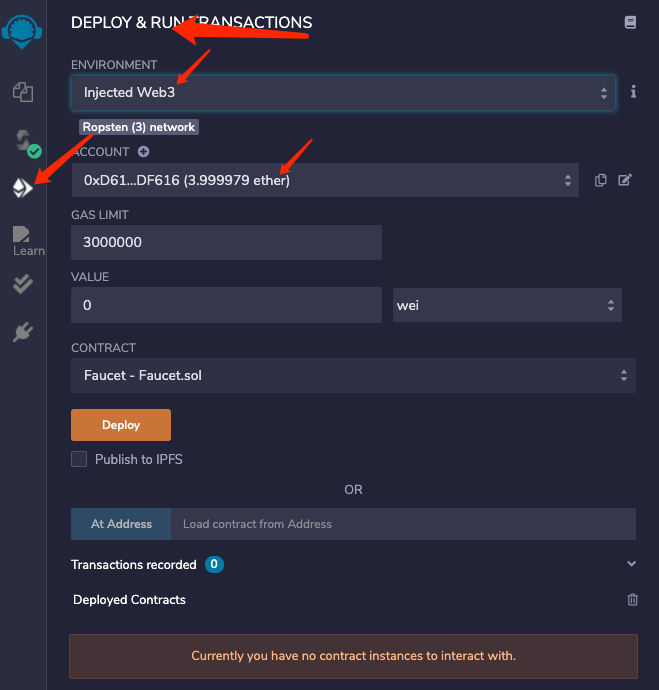 DEPLOY & RUN TRANSACTIONS
ENVIRONMENT
Injected Web3
Ropsten (3) network
ACCOUNT
0xD61...DF616 (3.999979 ether)
GAS LIMIT
3000000
Learn
VALUE
0
wei
CONTRACT
Faucet - Faucet.sol
Deploy
Publish to IPFS
OR
At Address
Load contract from Address
Transactions recorded 0
Deployed Contracts
Currently you have no contract instances to interact with.